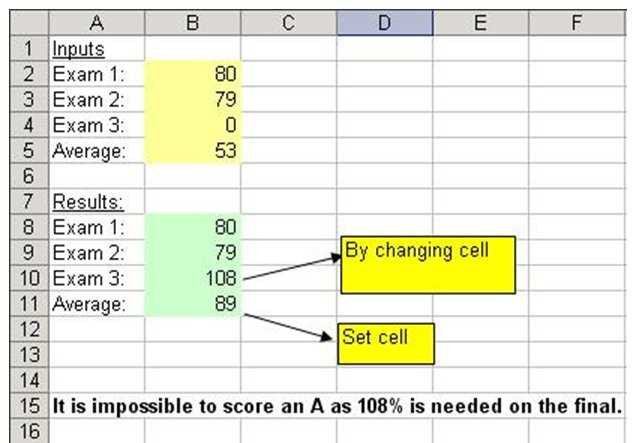 A B C D E F
1 Inputs
2 Exam 1: 80
3 Exam 2: 79
4 Exam 3: 0
5 Average: 53
6
7 Results:
8 Exam 1: 80
9 Exam 2: 79 By changing cell
10 Exam 3: 108
11 Average: 89
12 Set cell
13
14
15 It is impossible to score an A as 108% is needed on the final.
16